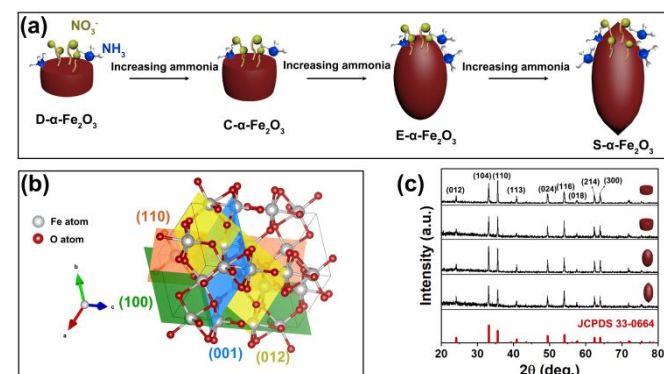 (a)
NO₃⁻
NH₃
Increasing ammonia
Increasing ammonia
Increasing ammonia
D-α-Fe₂O₃
C-α-Fe₂O₃
E-α-Fe₂O₃
S-α-Fe₂O₃
(b)
Fe atom
O atom
(110)
(100)
(001)
(012)
b
c
a
(c)
Intensity (a.u.)
(012)
(104)
(110)
(113)
(024)
(116)
(018)
(214)
(300)
JCPDS 33-0664
20 30 40 50 60 70 80
2θ (deg.)